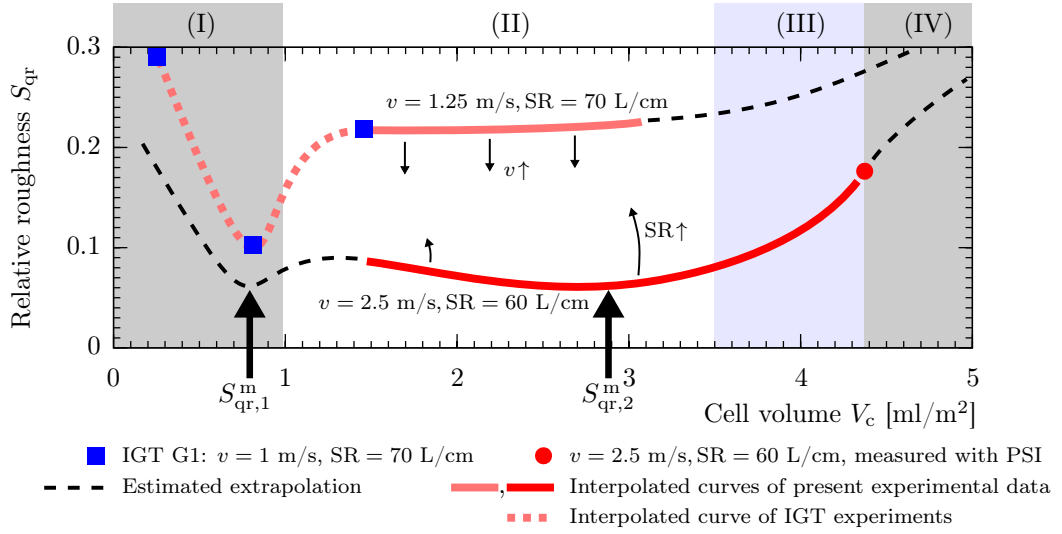 (I) (II) (III) (IV)
0.3
0.2
0.1
0
Relative roughness S_qr
v = 1.25 m/s, SR = 70 L/cm
v↑
SR↑
v = 2.5 m/s, SR = 60 L/cm
0 1 2 3 4 5
S^m_qr,1 S^m_qr,2
Cell volume V_c [ml/m²]
IGT G1: v = 1 m/s, SR = 70 L/cm
v = 2.5 m/s, SR = 60 L/cm, measured with PSI
Estimated extrapolation
, Interpolated curves of present experimental data
Interpolated curve of IGT experiments